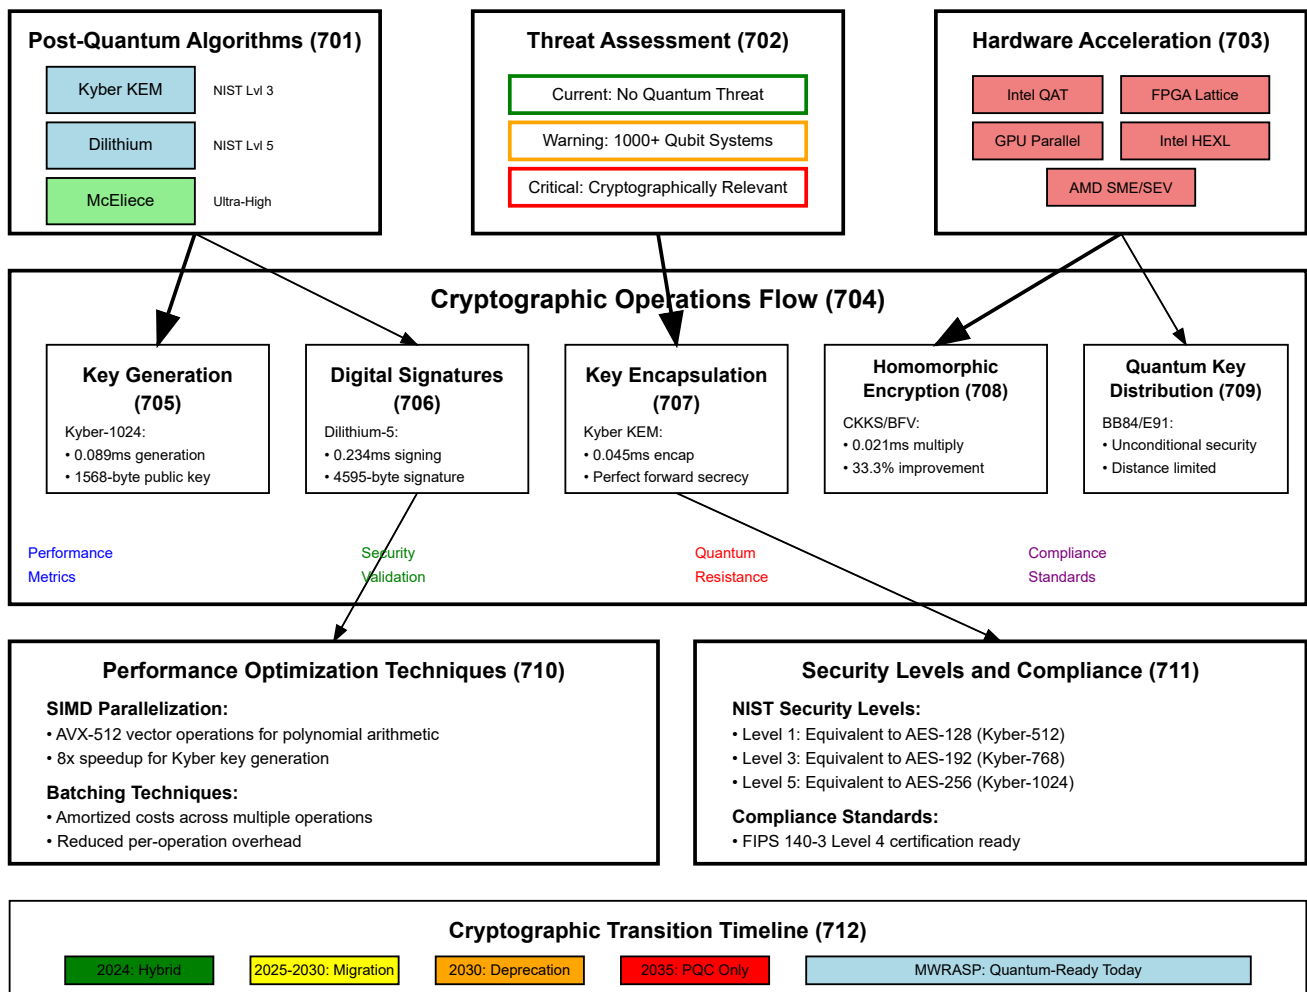 Post-Quantum Algorithms (701)
Kyber KEM
NIST Lvl 3
Dilithium
NIST Lvl 5
McEliece
Ultra-High
Threat Assessment (702)
Current: No Quantum Threat
Warning: 1000+ Qubit Systems
Critical: Cryptographically Relevant
Hardware Acceleration (703)
Intel QAT
FPGA Lattice
GPU Parallel
Intel HEXL
AMD SME/SEV
Cryptographic Operations Flow (704)
Key Generation
(705)
Kyber-1024:
• 0.089ms generation
• 1568-byte public key
Digital Signatures
(706)
Dilithium-5:
• 0.234ms signing
• 4595-byte signature
Key Encapsulation
(707)
Kyber KEM:
• 0.045ms encap
• Perfect forward secrecy
Homomorphic
Encryption (708)
CKKS/BFV:
• 0.021ms multiply
• 33.3% improvement
Quantum Key
Distribution (709)
BB84/E91:
• Unconditional security
• Distance limited
Performance
Metrics
Security
Validation
Quantum
Resistance
Compliance
Standards
Performance Optimization Techniques (710)
SIMD Parallelization:
• AVX-512 vector operations for polynomial arithmetic
• 8x speedup for Kyber key generation
Batching Techniques:
• Amortized costs across multiple operations
• Reduced per-operation overhead
Security Levels and Compliance (711)
NIST Security Levels:
• Level 1: Equivalent to AES-128 (Kyber-512)
• Level 3: Equivalent to AES-192 (Kyber-768)
• Level 5: Equivalent to AES-256 (Kyber-1024)
Compliance Standards:
• FIPS 140-3 Level 4 certification ready
Cryptographic Transition Timeline (712)
2024: Hybrid
2025-2030: Migration
2030: Deprecation
2035: PQC Only
MWRASP: Quantum-Ready Today